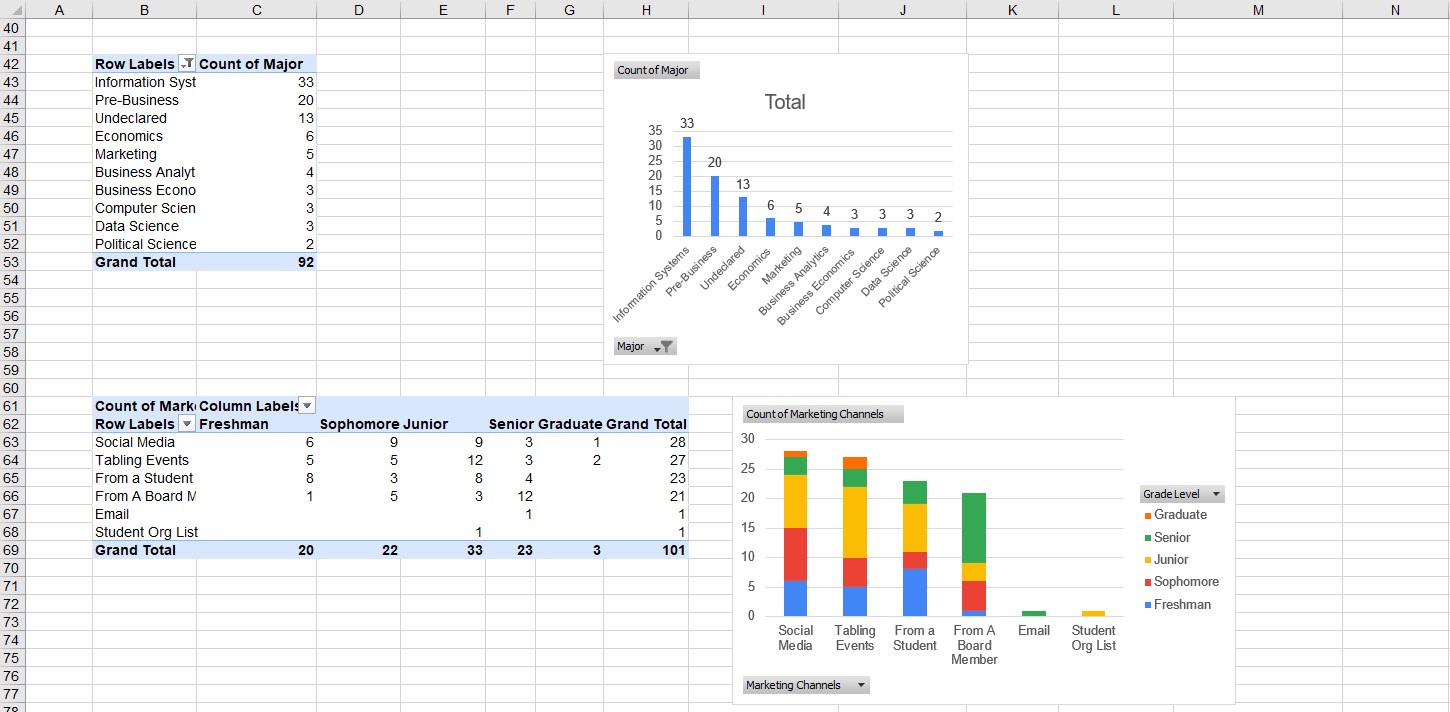 A B C D E F G H I J K L M N
40
41
42 Row Labels Count of Major
43 Information Syst 33
44 Pre-Business 20
45 Undeclared 13
46 Economics 6
47 Marketing 5
48 Business Analyt 4
49 Business Econo 3
50 Computer Scien 3
51 Data Science 3
52 Political Science 2
53 Grand Total 92
54
55
56
57
58
59
60
Count of Major
Total
35
30
25
20
15
10
5
0
33 20 13 6 5 4 3 3 3 2
Information Systems
Pre-Business
Undeclared
Economics
Marketing
Business Analytics
Business Economics
Computer Science
Data Science
Political Science
Major
61 Count of Mark Column Labels
62 Row Labels Freshman Sophomore Junior Senior Graduate Grand Total
63 Social Media 6 9 9 3 1 28
64 Tabling Events 5 5 12 3 2 27
65 From a Student 8 3 8 4 23
66 From A Board M 1 5 3 12 21
67 Email 1 1
68 Student Org List 1 1
69 Grand Total 20 22 33 23 3 101
70
71
72
73
74
75
76
77
78
Count of Marketing Channels
30
25
20
15
10
5
0
Social Media
Tabling Events
From a Student
From A Board Member
Email
Student Org List
Grade Level
Graduate
Senior
Junior
Sophomore
Freshman
Marketing Channels